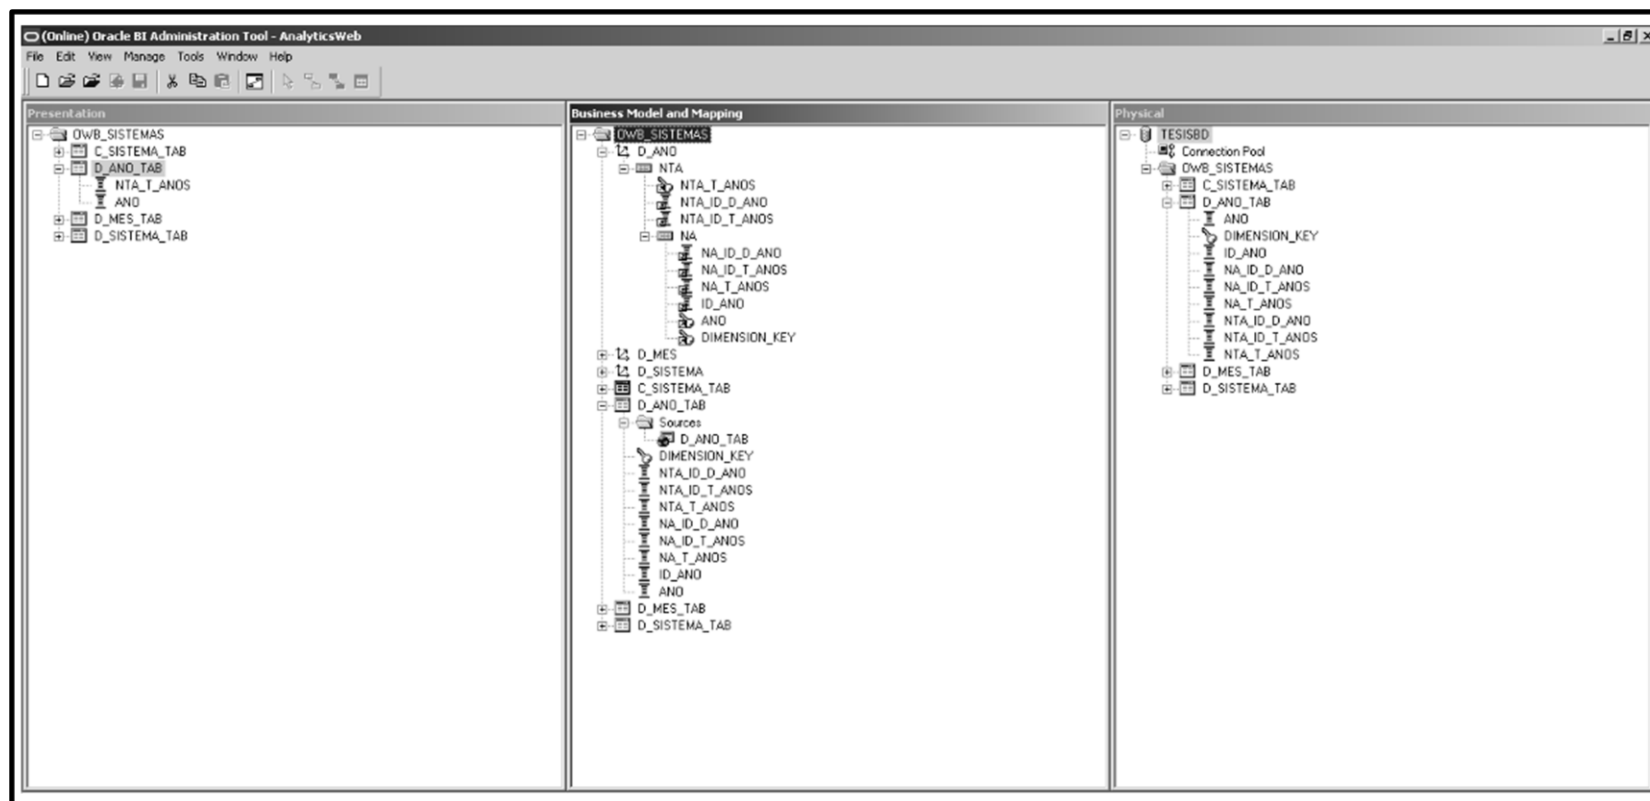 (Online) Oracle BI Administration Tool - AnalyticsWeb
File Edit View Manage Tools Window Help
Presentation
OWB_SISTEMAS
C_SISTEMA_TAB
D_ANO_TAB
NTA_T_ANOS
ANO
D_MES_TAB
D_SISTEMA_TAB
Business Model and Mapping
OWB_SISTEMAS
D_ANO
NTA
NTA_T_ANOS
NTA_ID_D_ANO
NTA_ID_T_ANOS
NA
NA_ID_D_ANO
NA_ID_T_ANOS
NA_T_ANOS
ID_ANO
ANO
DIMENSION_KEY
D_MES
D_SISTEMA
C_SISTEMA_TAB
D_ANO_TAB
Sources
D_ANO_TAB
DIMENSION_KEY
NTA_ID_D_ANO
NTA_ID_T_ANOS
NTA_T_ANOS
NA_ID_D_ANO
NA_ID_T_ANOS
NA_T_ANOS
ID_ANO
ANO
D_MES_TAB
D_SISTEMA_TAB
Physical
TESISBD
Connection Pool
OWB_SISTEMAS
C_SISTEMA_TAB
D_ANO_TAB
ANO
DIMENSION_KEY
ID_ANO
NA_ID_D_ANO
NA_ID_T_ANOS
NA_T_ANOS
NTA_ID_D_ANO
NTA_ID_T_ANOS
NTA_T_ANOS
D_MES_TAB
D_SISTEMA_TAB